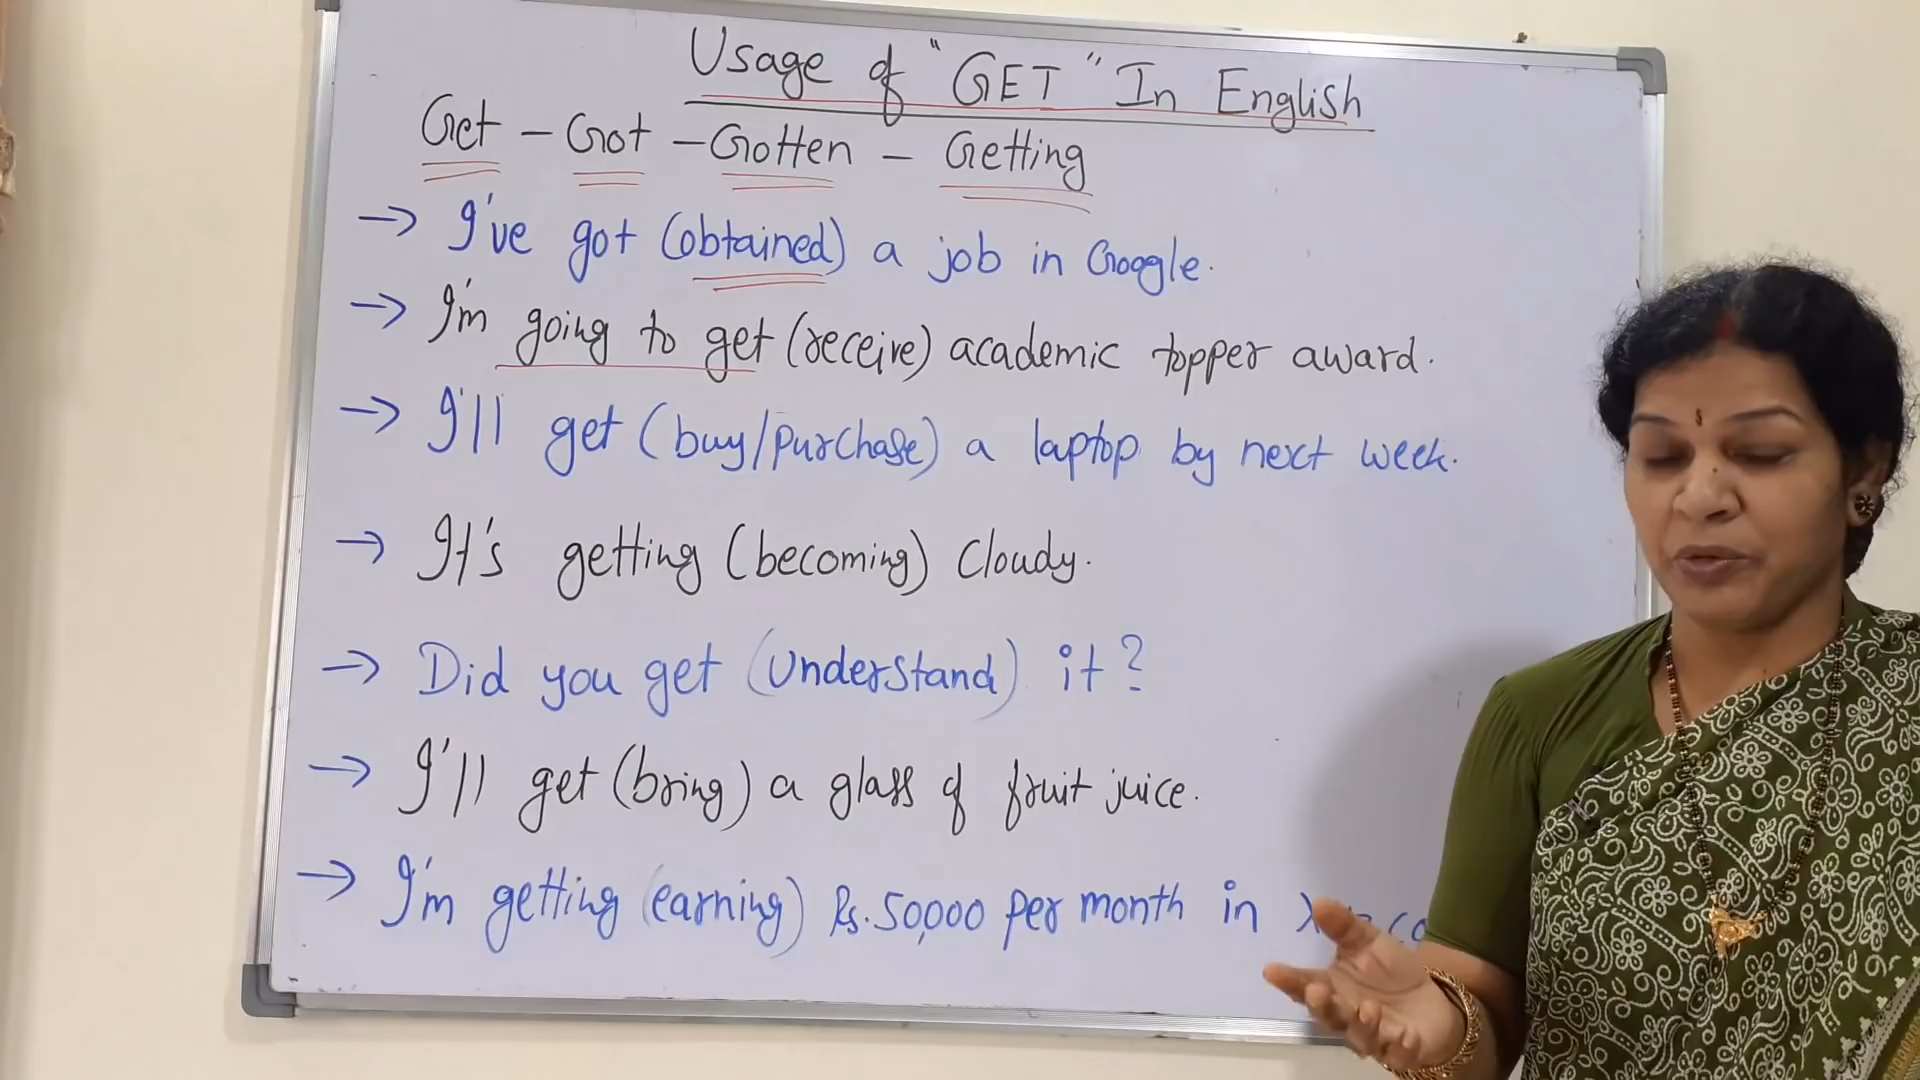 Usage of "GET" In English
Get – Got – Gotten – Getting
→ I've got (obtained) a job in Google.
→ I'm going to get (receive) academic topper award.
→ I'll get (buy/purchase) a laptop by next week.
→ It's getting (becoming) cloudy.
→ Did you get (understand) it?
→ I'll get (bring) a glass of fruit juice.
→ I'm getting (earning) Rs. 50,000 per month in